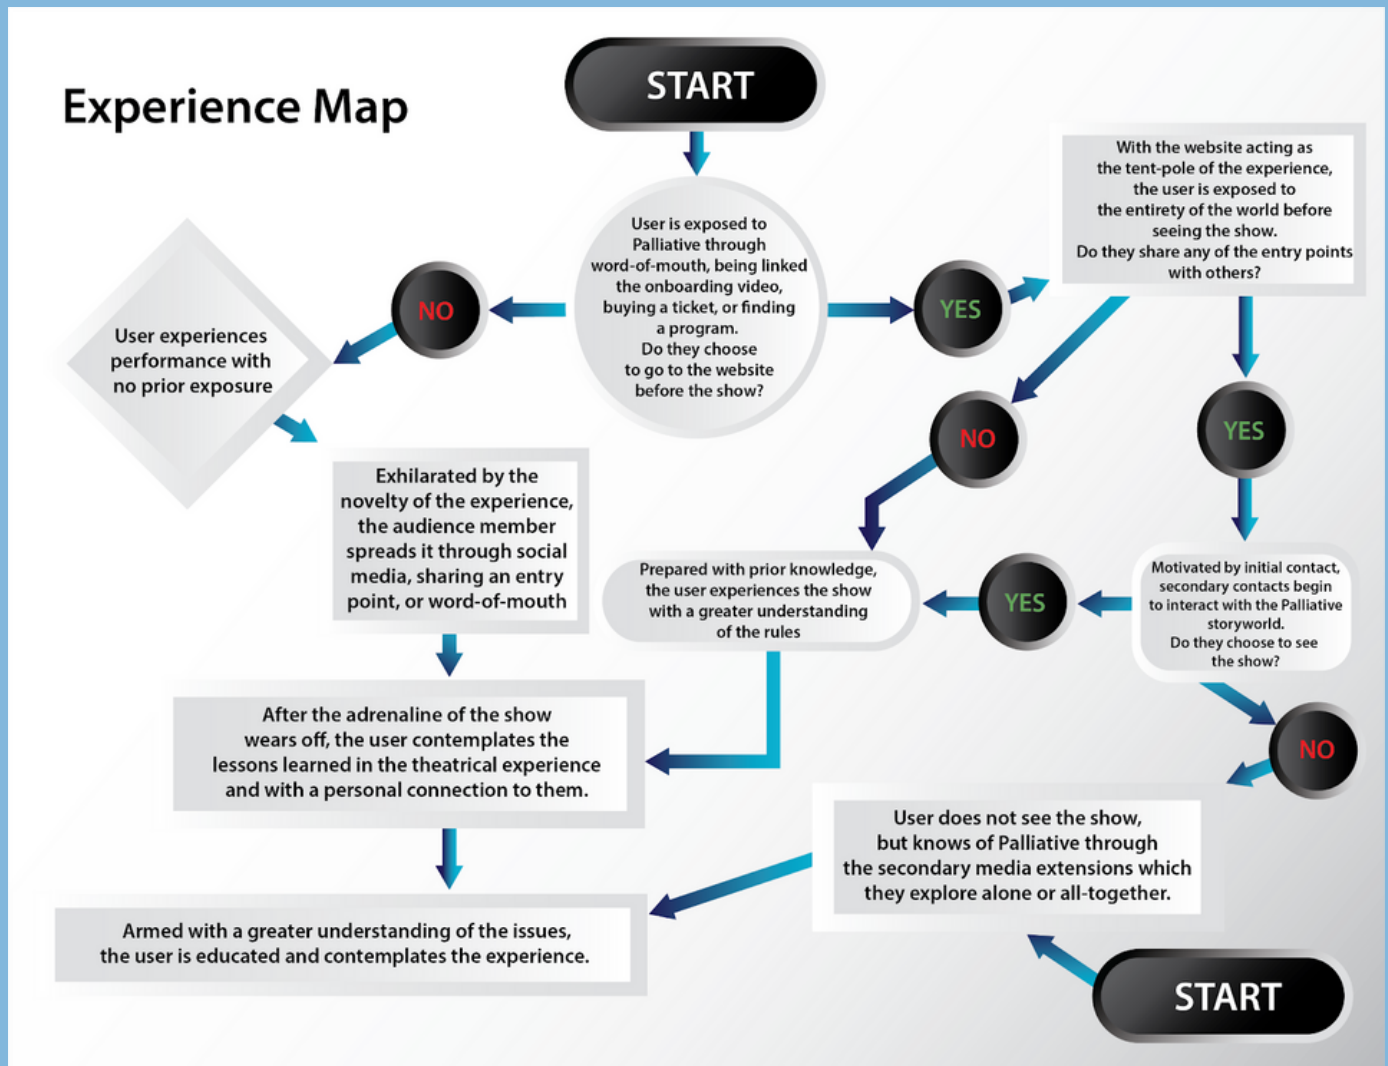 Experience Map
START
User is exposed to
Palliative through
word-of-mouth, being linked
the onboarding video,
buying a ticket, or finding
a program.
Do they choose
to go to the website
before the show?
NO
User experiences
performance with
no prior exposure
Exhilarated by the
novelty of the experience,
the audience member
spreads it through social
media, sharing an entry
point, or word-of-mouth
YES
With the website acting as
the tent-pole of the experience,
the user is exposed to
the entirety of the world before
seeing the show.
Do they share any of the entry points
with others?
NO
YES
Prepared with prior knowledge,
the user experiences the show
with a greater understanding
of the rules
YES
Motivated by initial contact,
secondary contacts begin
to interact with the Palliative
storyworld.
Do they choose to see
the show?
NO
After the adrenaline of the show
wears off, the user contemplates the
lessons learned in the theatrical experience
and with a personal connection to them.
User does not see the show,
but knows of Palliative through
the secondary media extensions which
they explore alone or all-together.
Armed with a greater understanding of the issues,
the user is educated and contemplates the experience.
START